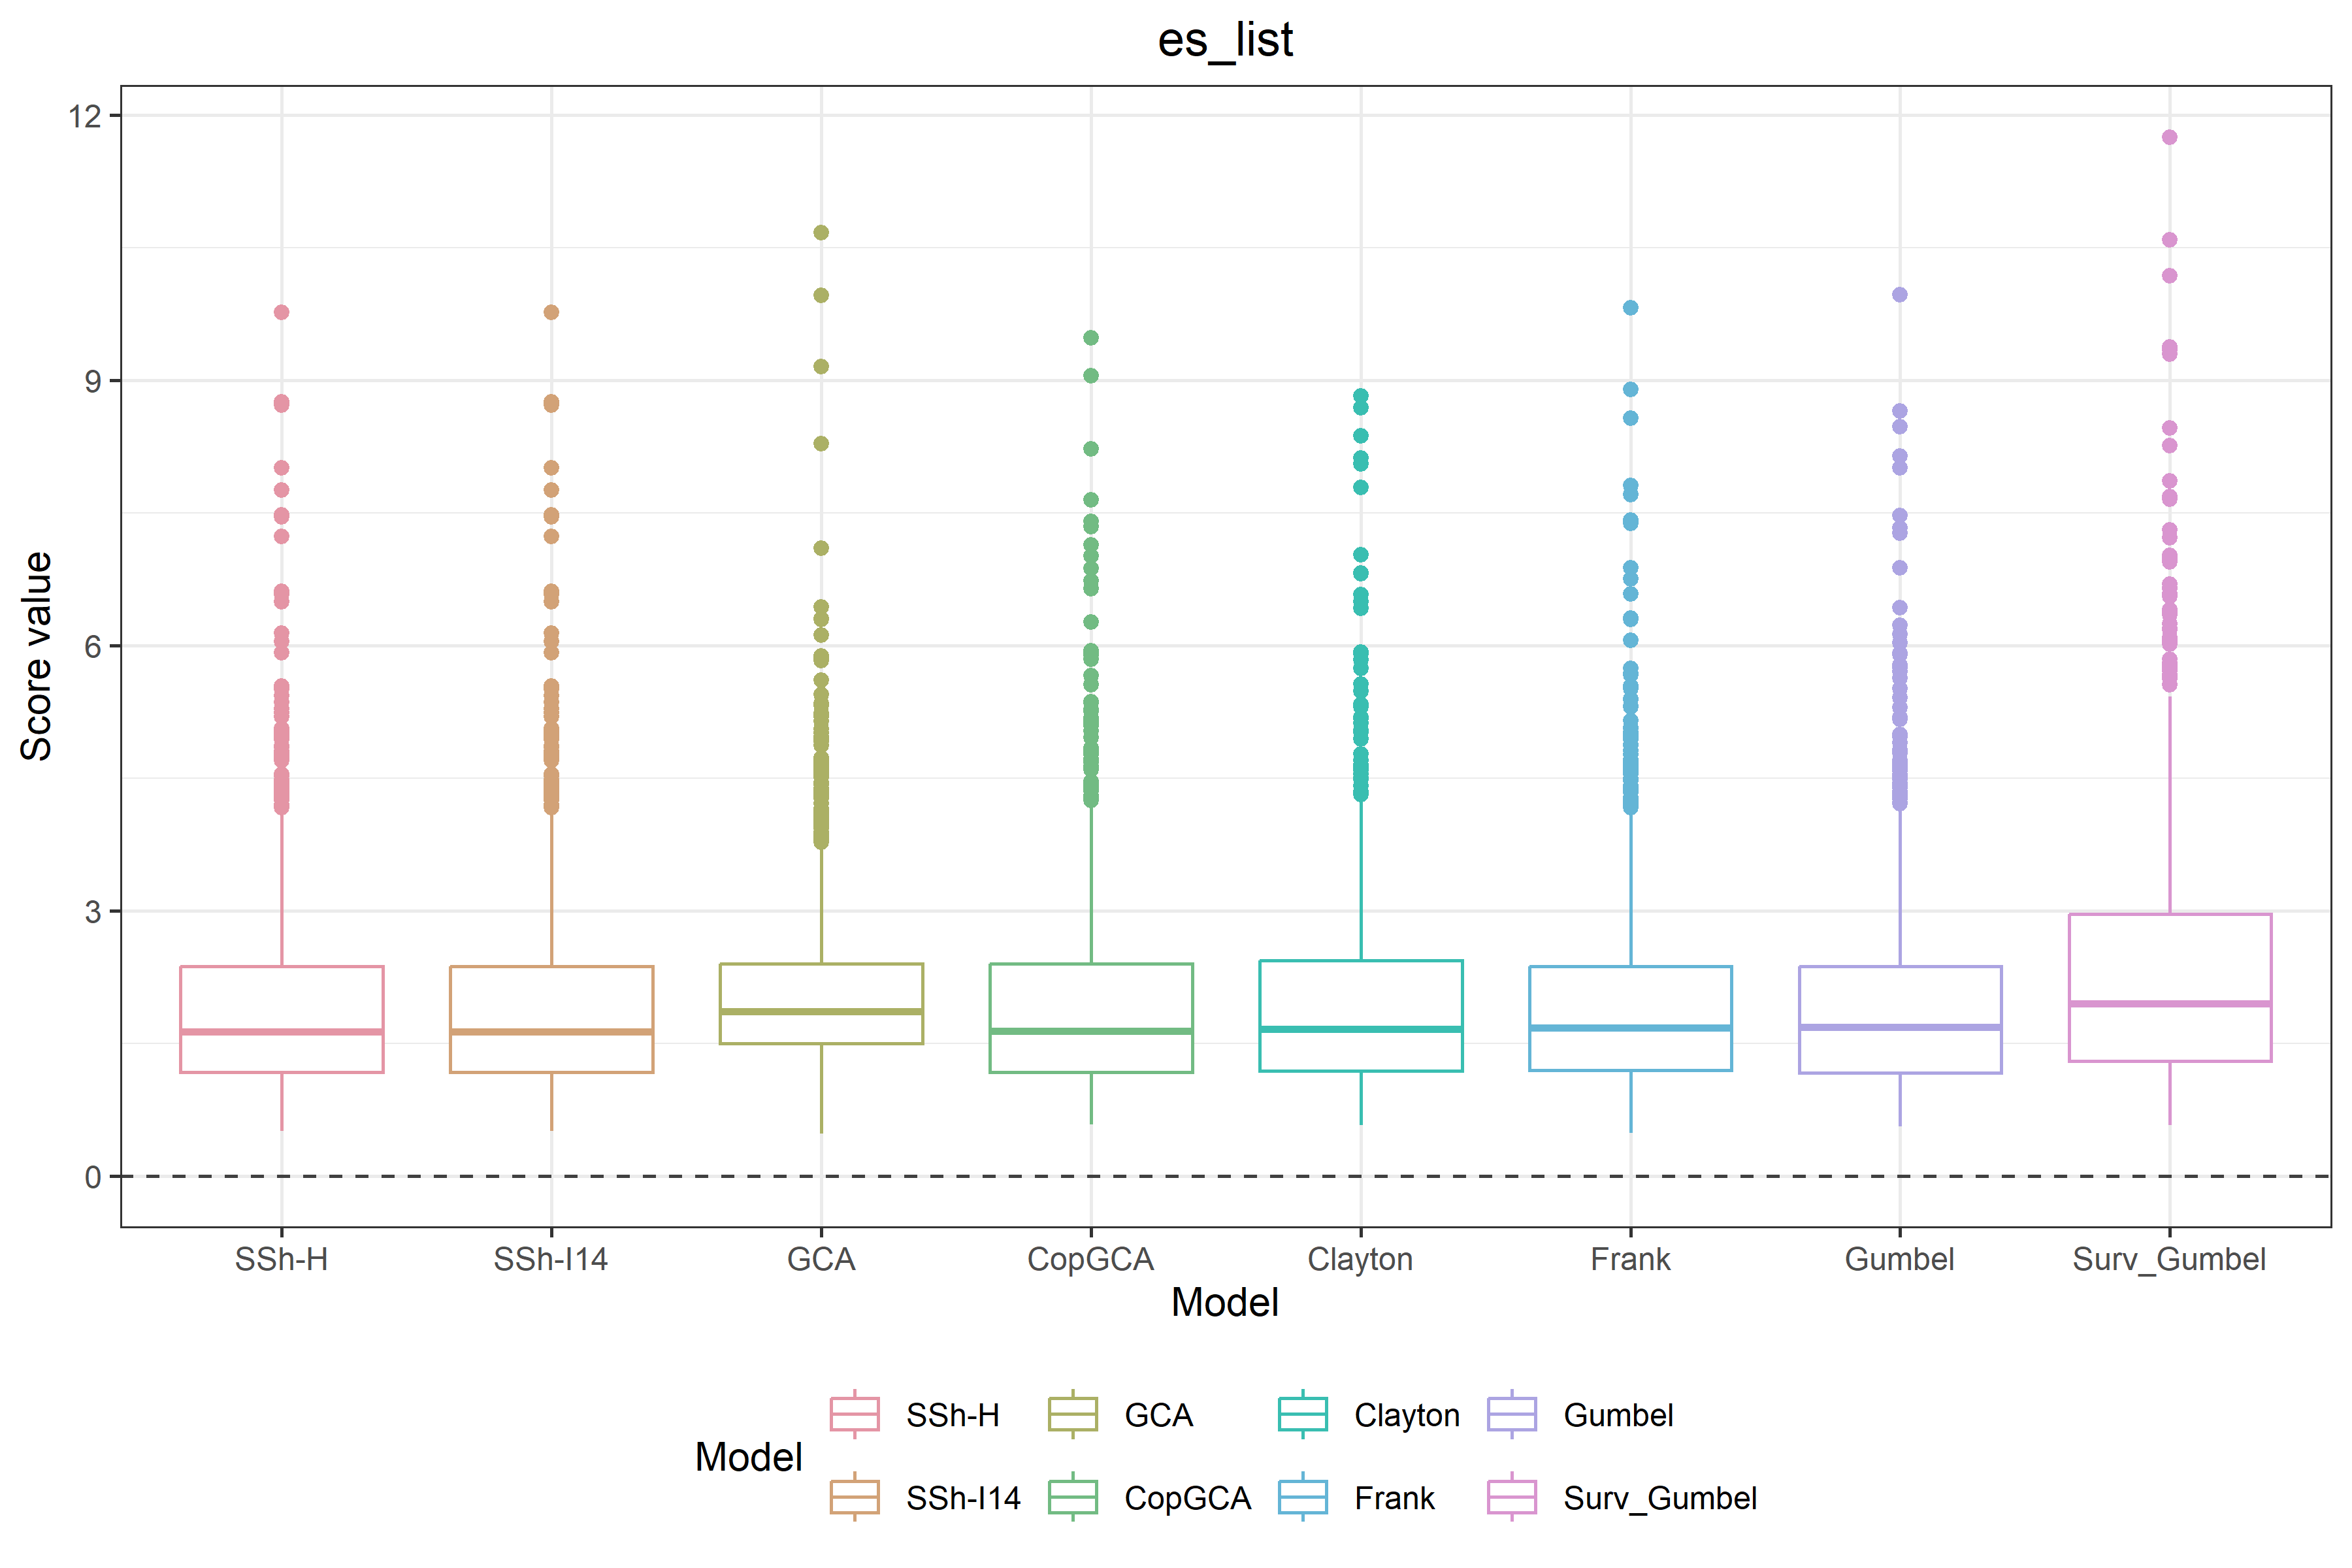 es_list
Score value
12
9
6
3
0
SSh-H SSh-I14 GCA CopGCA Clayton Frank Gumbel Surv_Gumbel
Model
Model
SSh-H GCA Clayton Gumbel
SSh-I14 CopGCA Frank Surv_Gumbel